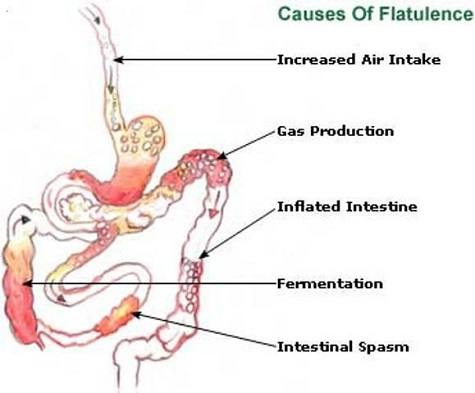 Causes Of Flatulence
Increased Air Intake
Gas Production
Inflated Intestine
Fermentation
Intestinal Spasm